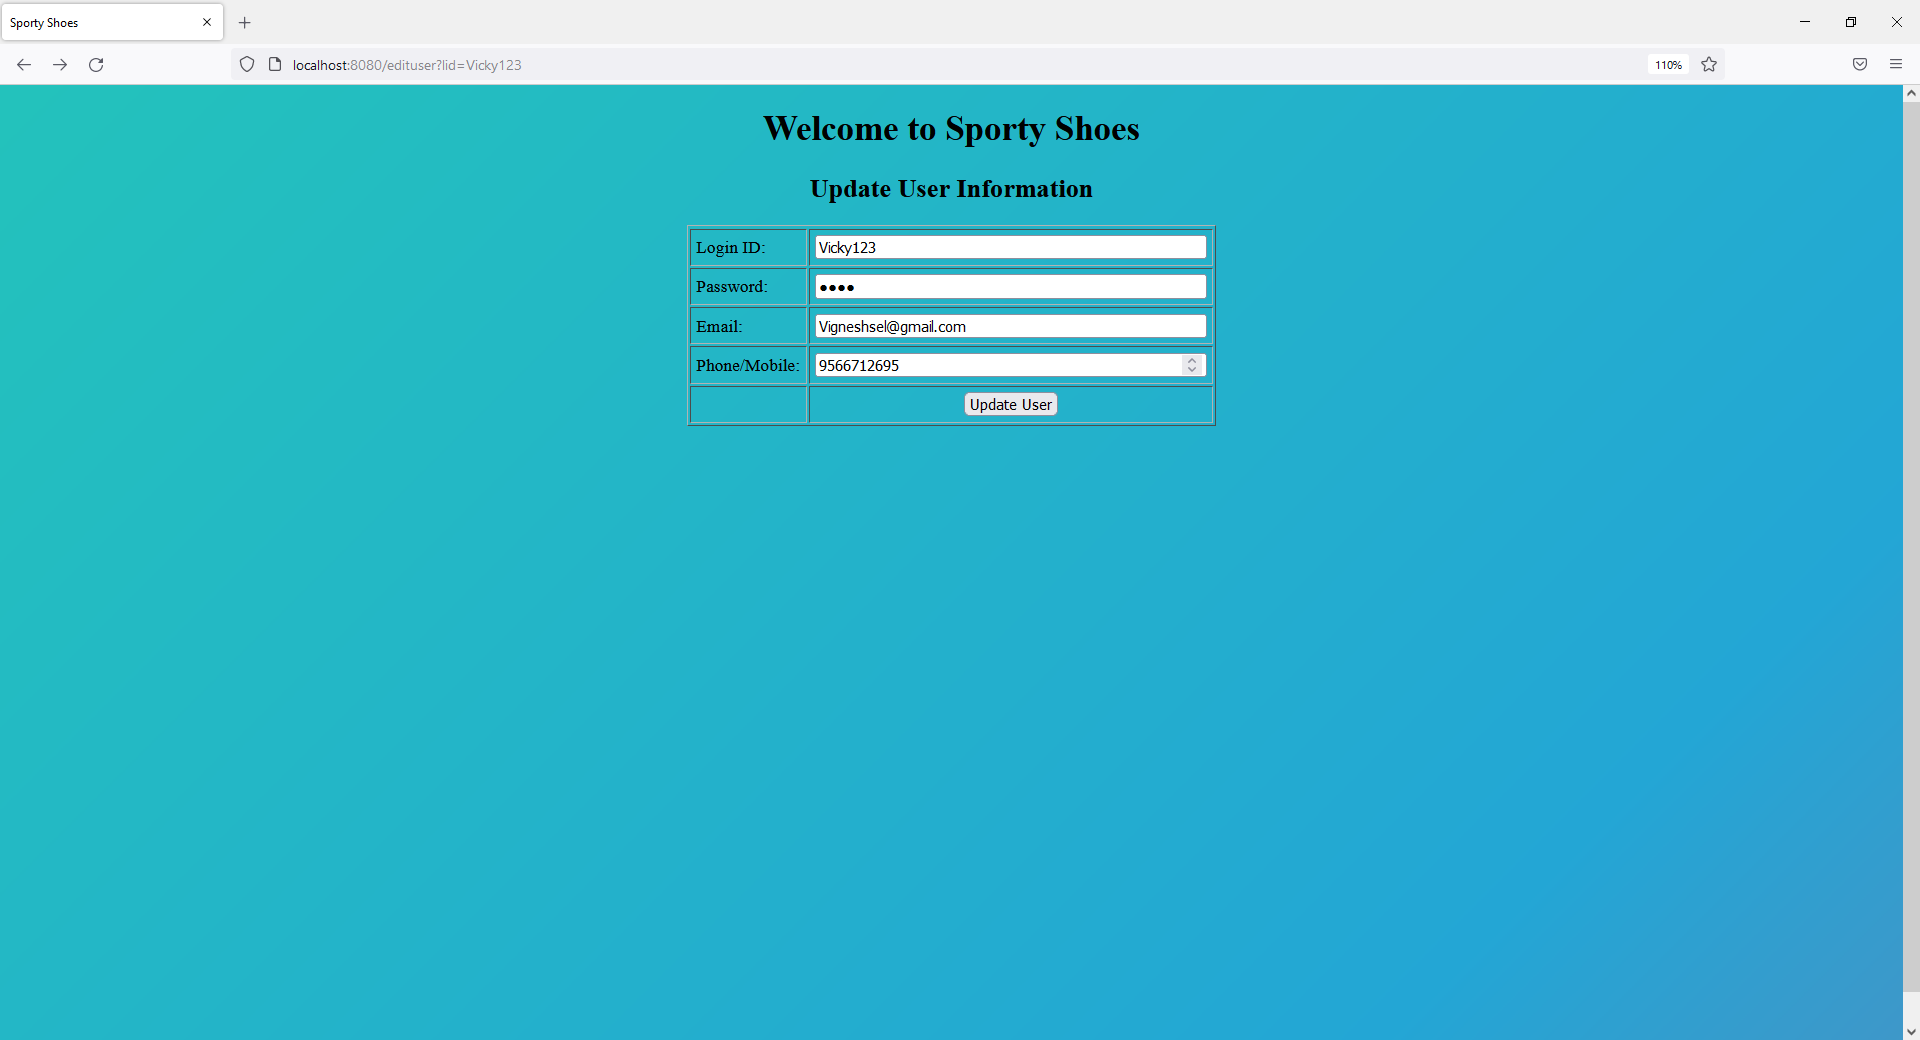 Sporty Shoes
localhost:8080/edituser?lid=Vicky123
110%
Welcome to Sporty Shoes
Update User Information
Login ID: Vicky123
Password: ••••
Email: Vigneshsel@gmail.com
Phone/Mobile: 9566712695
Update User